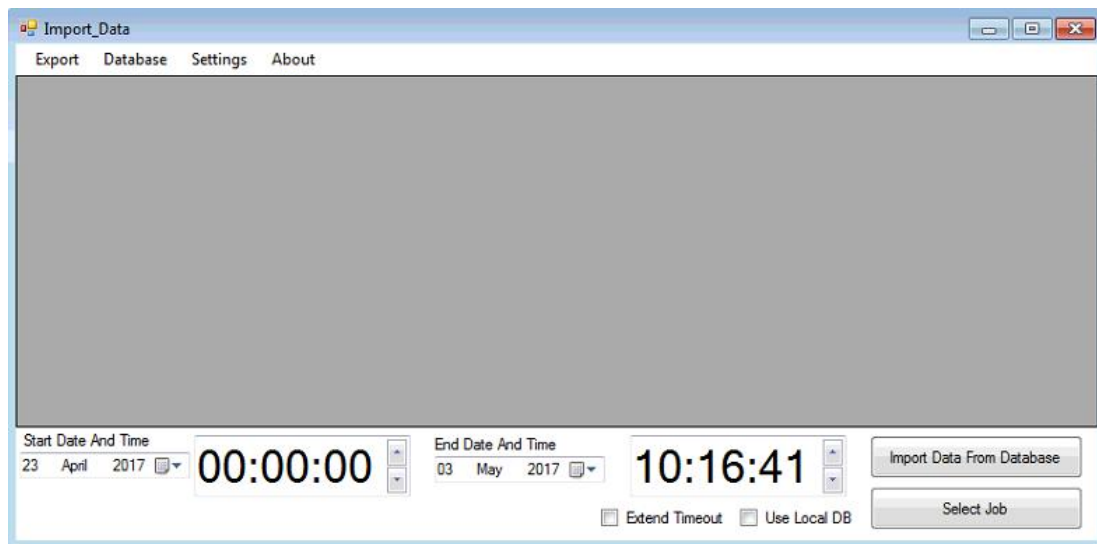 Import_Data
Export Database Settings About
Start Date And Time
23 April 2017
00:00:00
End Date And Time
03 May 2017
10:16:41
Import Data From Database
Extend Timeout Use Local DB
Select Job